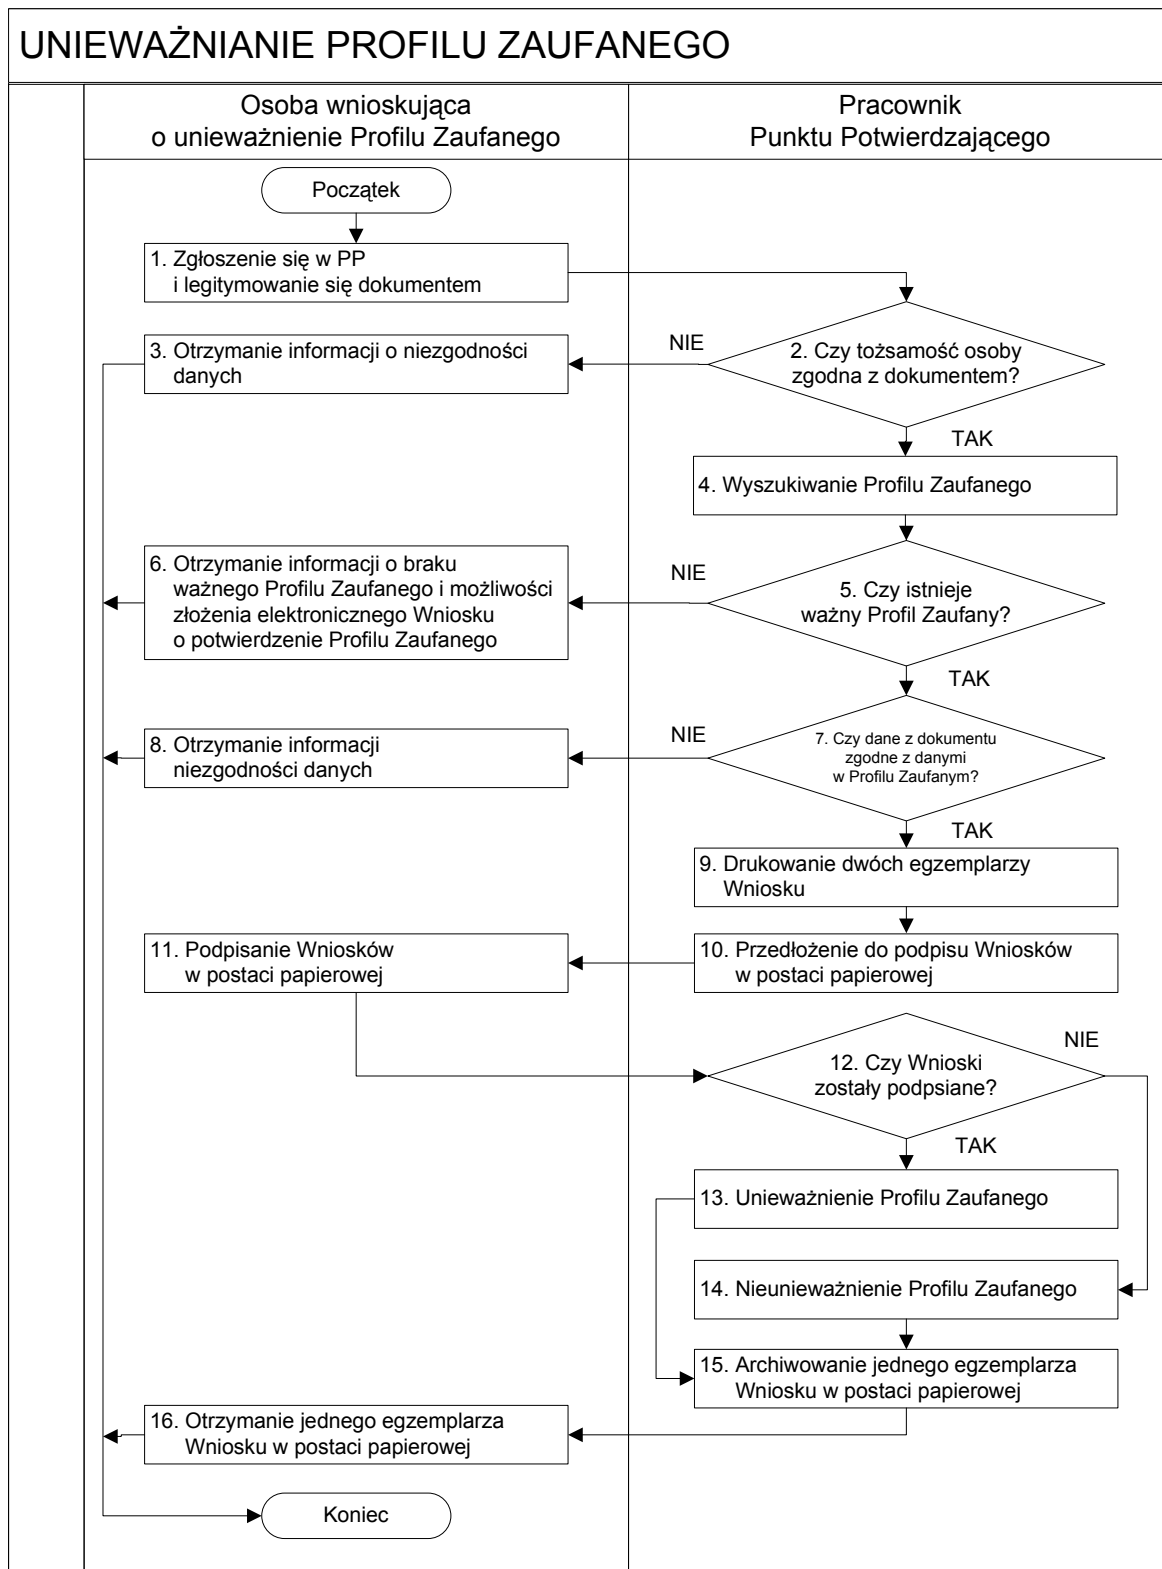 UNIEWAŻNIANIE PROFILU ZAUFANEGO
Osoba wnioskująca
o unieważnienie Profilu Zaufanego
Pracownik
Punktu Potwierdzającego
Początek
1. Zgłoszenie się w PP
i legitymowanie się dokumentem
2. Czy tożsamość osoby
zgodna z dokumentem?
NIE
3. Otrzymanie informacji o niezgodności
danych
TAK
4. Wyszukiwanie Profilu Zaufanego
5. Czy istnieje
ważny Profil Zaufany?
NIE
6. Otrzymanie informacji o braku
ważnego Profilu Zaufanego i możliwości
złożenia elektronicznego Wniosku
o potwierdzenie Profilu Zaufanego
TAK
7. Czy dane z dokumentu
zgodne z danymi
w Profilu Zaufanym?
NIE
8. Otrzymanie informacji
niezgodności danych
TAK
9. Drukowanie dwóch egzemplarzy
Wniosku
10. Przedłożenie do podpisu Wniosków
w postaci papierowej
11. Podpisanie Wniosków
w postaci papierowej
12. Czy Wnioski
zostały podpsiane?
NIE
TAK
13. Unieważnienie Profilu Zaufanego
14. Nieunieważnienie Profilu Zaufanego
15. Archiwowanie jednego egzemplarza
Wniosku w postaci papierowej
16. Otrzymanie jednego egzemplarza
Wniosku w postaci papierowej
Koniec